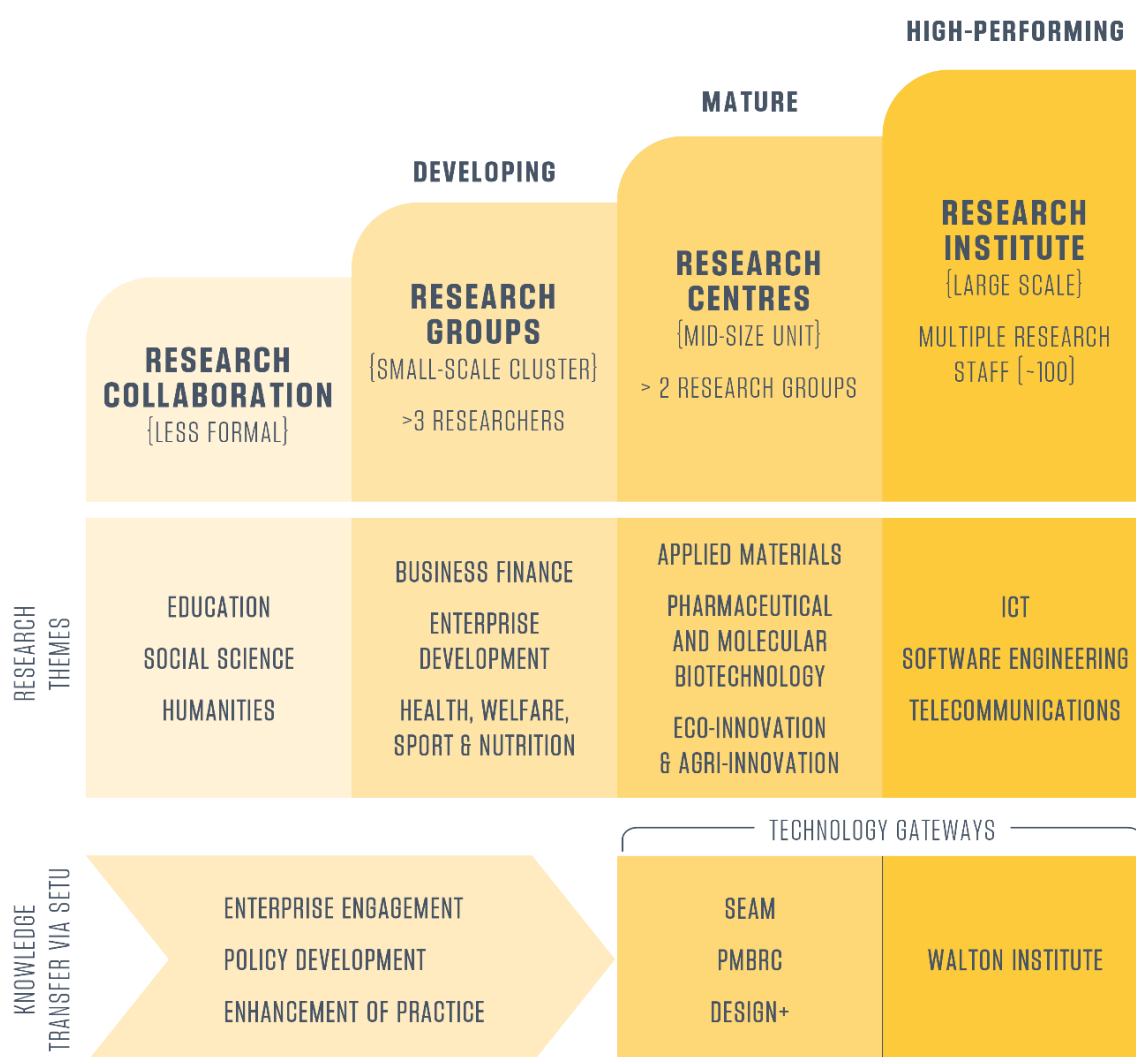 HIGH-PERFORMING
MATURE
DEVELOPING
RESEARCH
COLLABORATION
{LESS FORMAL}
RESEARCH
GROUPS
{SMALL-SCALE CLUSTER}
>3 RESEARCHERS
RESEARCH
CENTRES
{MID-SIZE UNIT}
> 2 RESEARCH GROUPS
RESEARCH
INSTITUTE
{LARGE SCALE}
MULTIPLE RESEARCH
STAFF [~100]
RESEARCH
THEMES
EDUCATION
SOCIAL SCIENCE
HUMANITIES
BUSINESS FINANCE
ENTERPRISE
DEVELOPMENT
HEALTH, WELFARE,
SPORT & NUTRITION
APPLIED MATERIALS
PHARMACEUTICAL
AND MOLECULAR
BIOTECHNOLOGY
ECO-INNOVATION
& AGRI-INNOVATION
ICT
SOFTWARE ENGINEERING
TELECOMMUNICATIONS
TECHNOLOGY GATEWAYS
KNOWLEDGE
TRANSFER VIA SETU
ENTERPRISE ENGAGEMENT
POLICY DEVELOPMENT
ENHANCEMENT OF PRACTICE
SEAM
PMBRC
DESIGN+
WALTON INSTITUTE